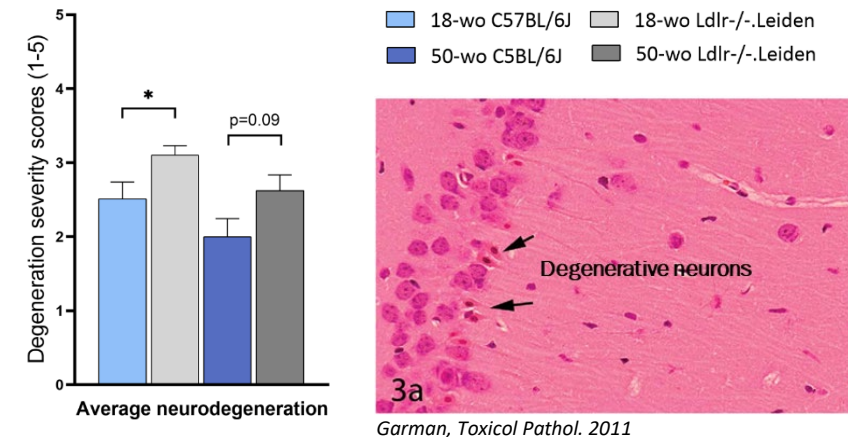 18-wo C57BL/6J
18-wo Ldlr-/-.Leiden
50-wo C5BL/6J
50-wo Ldlr-/-.Leiden
Degeneration severity scores (1-5)
5
4
3
2
1
0
*
p=0.09
Average neurodegeneration
Degenerative neurons
3a
Garman, Toxicol Pathol. 2011